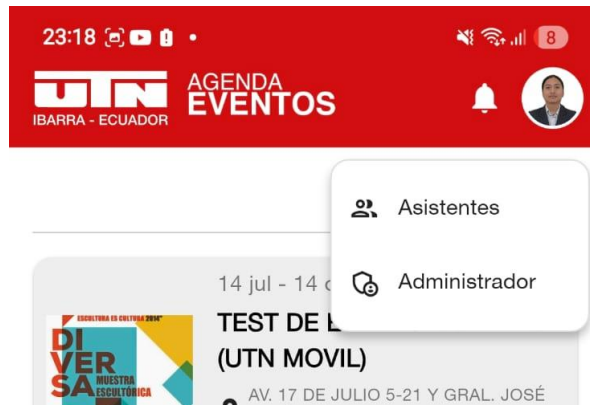 23:18
8
UTN
IBARRA - ECUADOR
AGENDA
EVENTOS
Asistentes
Administrador
14 jul - 14
TEST DE
(UTN MOVIL)
AV. 17 DE JULIO 5-21 Y GRAL. JOSÉ
ESCULTURA ES CULTURA 2014"
DI
VER
SA
MUESTRA
ESCULTÓRICA